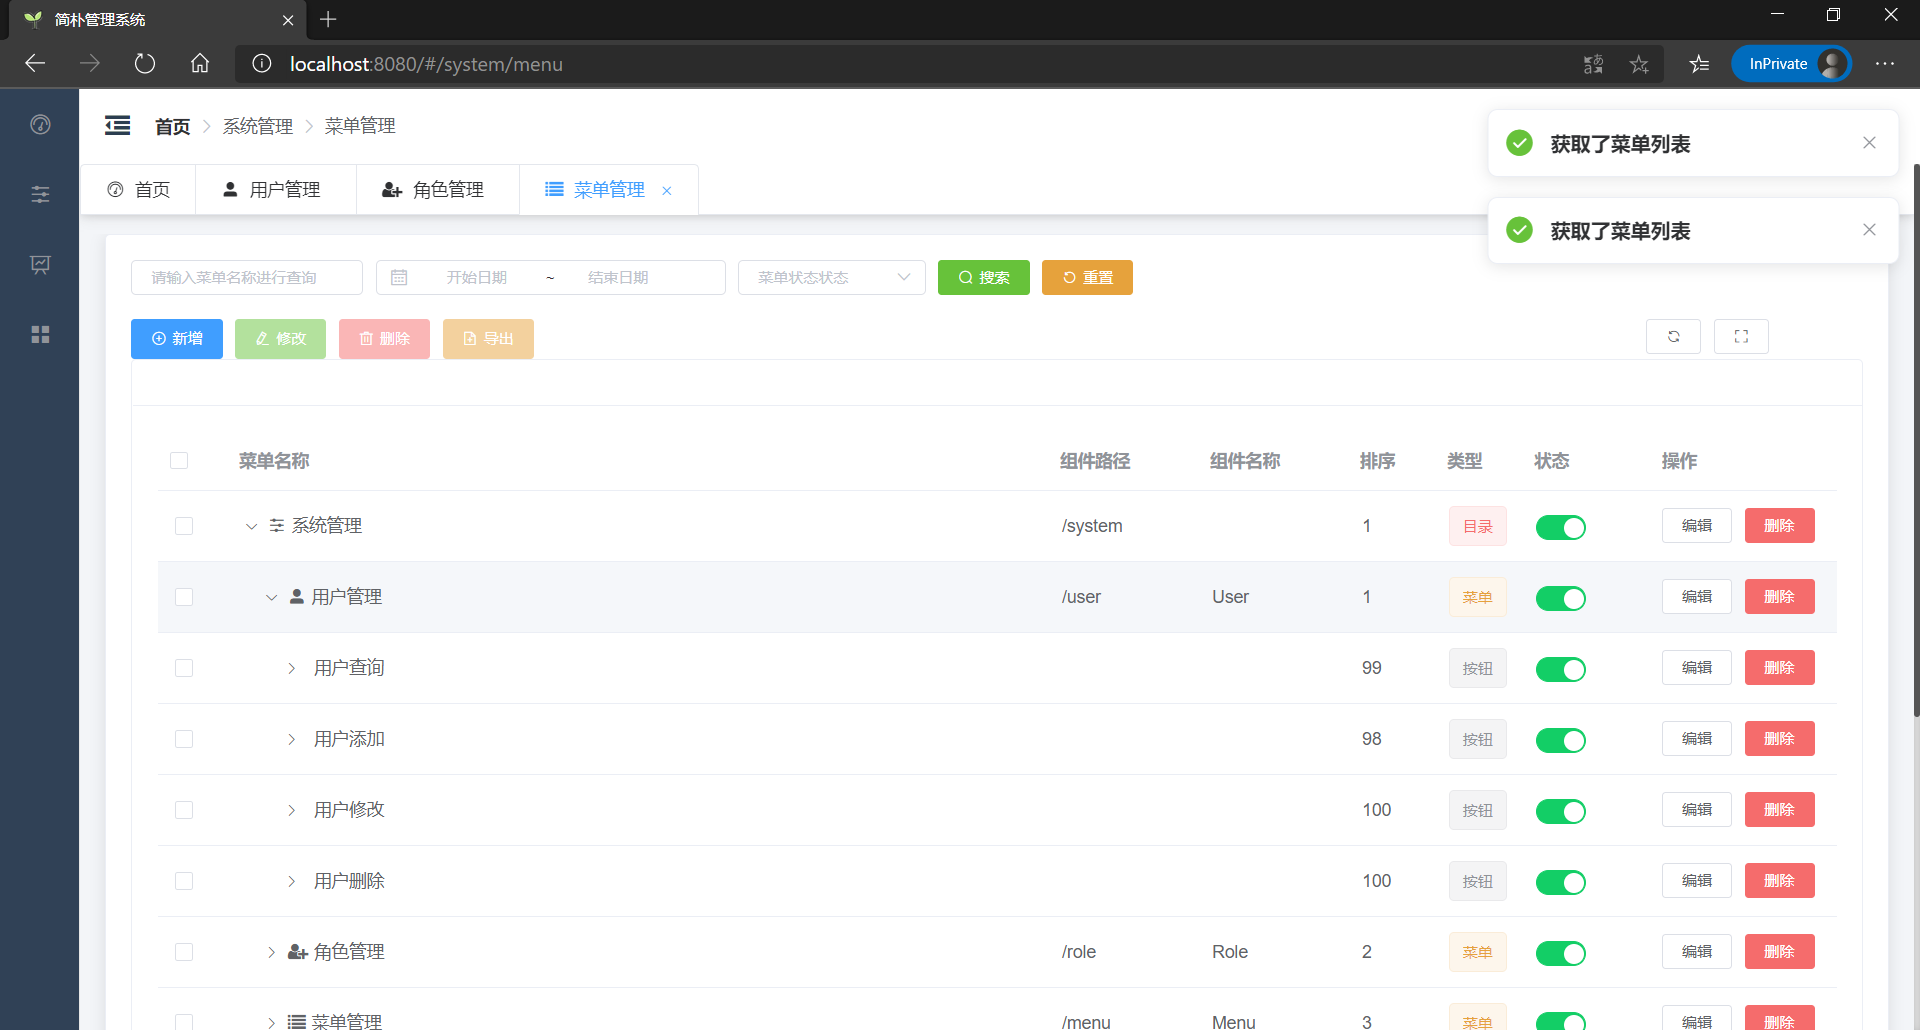 简朴管理系统
localhost:8080/#/system/menu
InPrivate
首页 系统管理 菜单管理
获取了菜单列表
首页 用户管理 角色管理 菜单管理
获取了菜单列表
请输入菜单名称进行查询 开始日期 ~ 结束日期 菜单状态状态 搜索 重置
新增 修改 删除 导出
菜单名称 组件路径 组件名称 排序 类型 状态 操作
系统管理 /system 1 目录 编辑 删除
用户管理 /user User 1 菜单 编辑 删除
用户查询 99 按钮 编辑 删除
用户添加 98 按钮 编辑 删除
用户修改 100 按钮 编辑 删除
用户删除 100 按钮 编辑 删除
角色管理 /role Role 2 菜单 编辑 删除
菜单管理 /menu Menu 3 菜单 编辑 删除